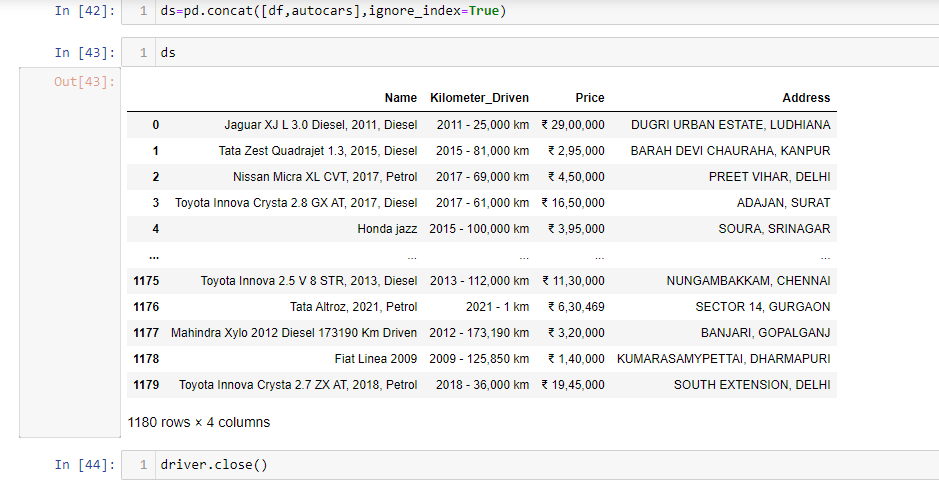 In [42]: 1 ds=pd.concat([df,autocars],ignore_index=True)
In [43]: 1 ds
Out[43]:
Name Kilometer_Driven Price Address
0 Jaguar XJ L 3.0 Diesel, 2011, Diesel 2011 - 25,000 km ₹ 29,00,000 DUGRI URBAN ESTATE, LUDHIANA
1 Tata Zest Quadrajet 1.3, 2015, Diesel 2015 - 81,000 km ₹ 2,95,000 BARAH DEVI CHAURAHA, KANPUR
2 Nissan Micra XL CVT, 2017, Petrol 2017 - 69,000 km ₹ 4,50,000 PREET VIHAR, DELHI
3 Toyota Innova Crysta 2.8 GX AT, 2017, Diesel 2017 - 61,000 km ₹ 16,50,000 ADAJAN, SURAT
4 Honda jazz 2015 - 100,000 km ₹ 3,95,000 SOURA, SRINAGAR
... ... ... ... ...
1175 Toyota Innova 2.5 V 8 STR, 2013, Diesel 2013 - 112,000 km ₹ 11,30,000 NUNGAMBAKKAM, CHENNAI
1176 Tata Altroz, 2021, Petrol 2021 - 1 km ₹ 6,30,469 SECTOR 14, GURGAON
1177 Mahindra Xylo 2012 Diesel 173190 Km Driven 2012 - 173,190 km ₹ 3,20,000 BANJARI, GOPALGANJ
1178 Fiat Linea 2009 2009 - 125,850 km ₹ 1,40,000 KUMARASAMYPETTAI, DHARMAPURI
1179 Toyota Innova Crysta 2.7 ZX AT, 2018, Petrol 2018 - 36,000 km ₹ 19,45,000 SOUTH EXTENSION, DELHI
1180 rows × 4 columns
In [44]: 1 driver.close()